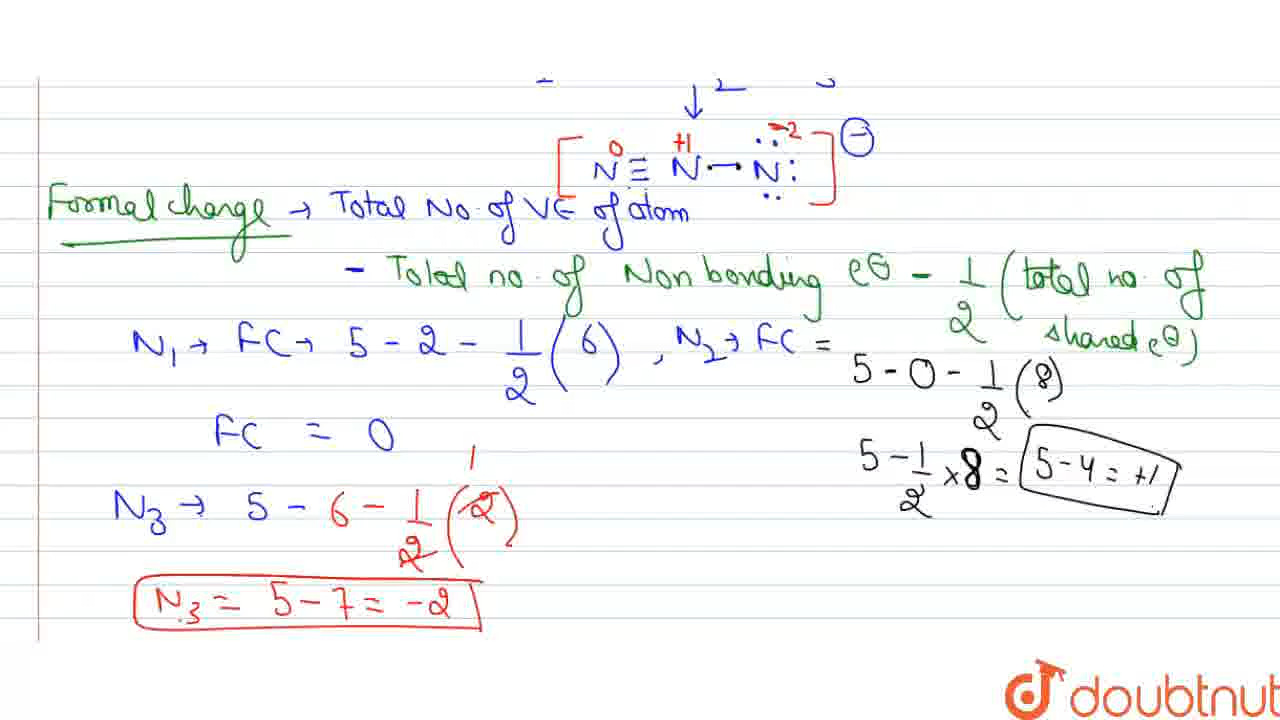 0 +1 -2
[N ≡ N — N̈:]⊖
Formal charge → Total No. of VE of atom
- Total no. of Non bonding e⊖ - 1/2 (total no. of shared e⊖)
N1 → FC → 5 - 2 - 1/2 (6), N2 → FC =
5 - 0 - 1/2 (8)
FC = 0
5 - 1/2 × 8 = 5 - 4 = +1
1
N3 → 5 - 6 - 1/2 (2)
N3 = 5 - 7 = -2
doubtnut